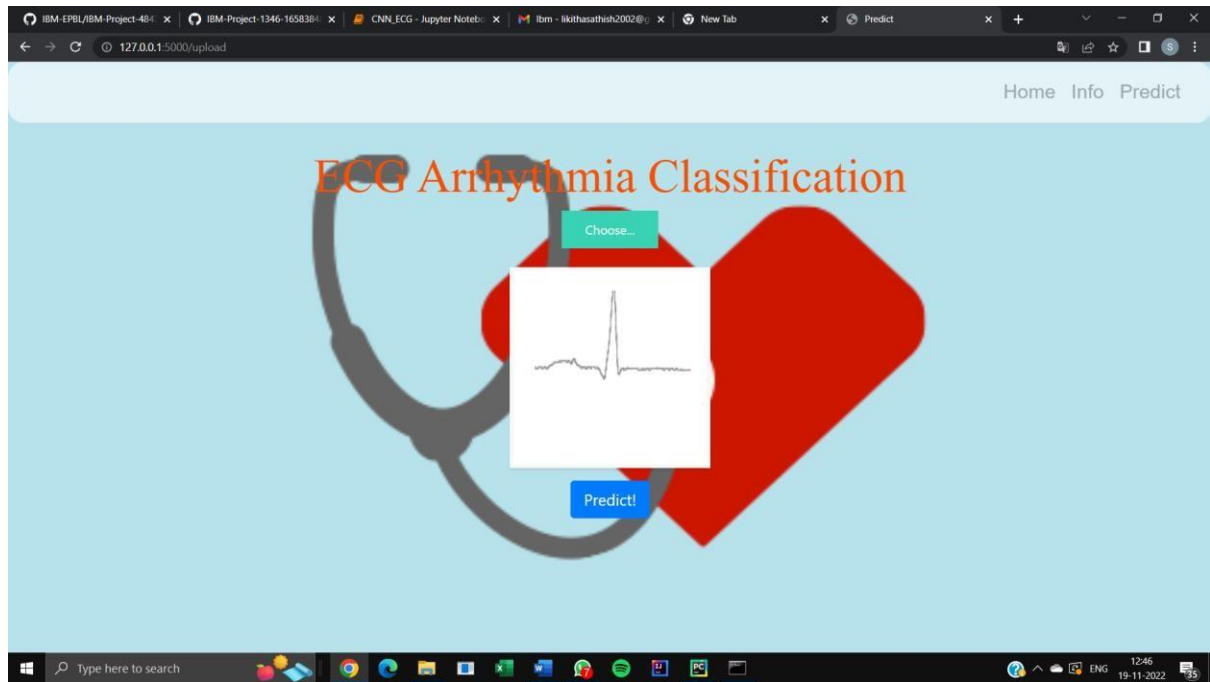 IBM-EPBL/IBM-Project-484
IBM-Project-1346-1658384
CNN_ECG - Jupyter Notebo
Ibm - likithasathish2002@g
New Tab
Predict
127.0.0.1:5000/upload
S
Home Info Predict
ECG Arrhythmia Classification
Choose...
Predict!
Type here to search
ENG
12:46
19-11-2022
35